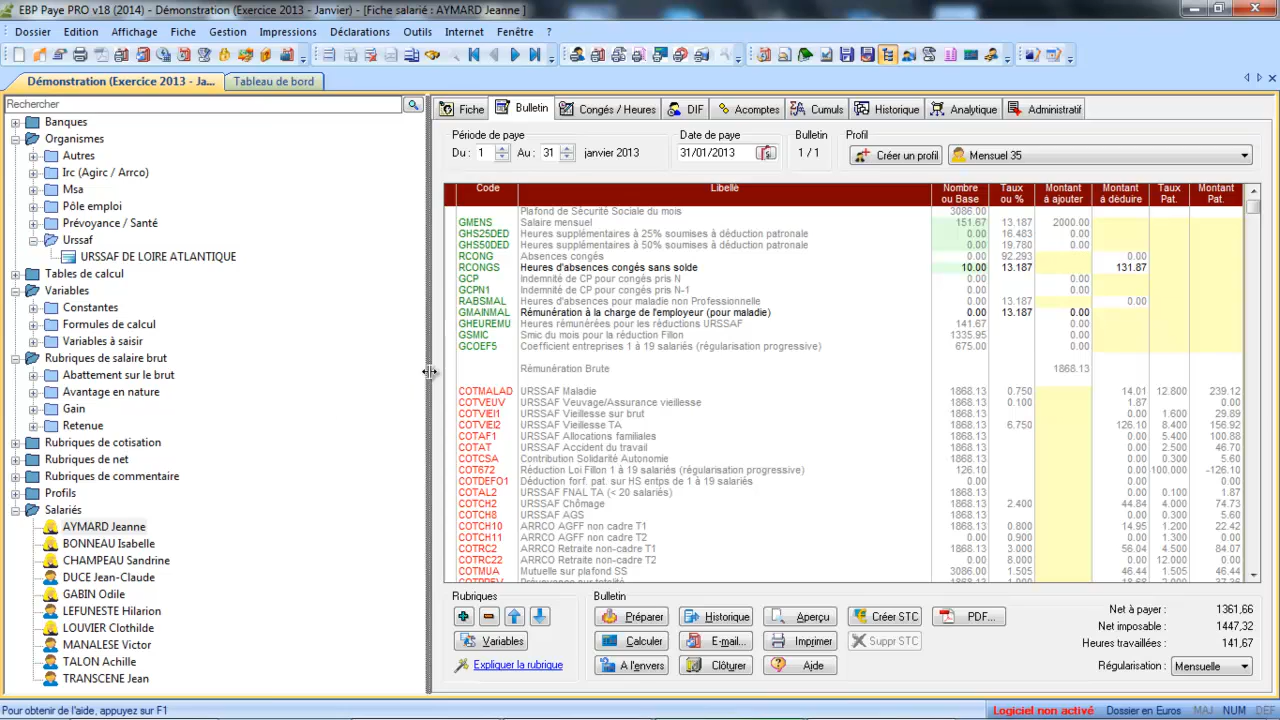 EBP Paye PRO v18 (2014) - Démonstration (Exercice 2013 - Janvier) - [Fiche salarié : AYMARD Jeanne ]
Dossier Edition Affichage Fiche Gestion Impressions Déclarations Outils Internet Fenêtre ?
Démonstration (Exercice 2013 - Ja... Tableau de bord
Rechercher
Banques
Organismes
Autres
Irc (Agirc / Arrco)
Msa
Pôle emploi
Prévoyance / Santé
Urssaf
URSSAF DE LOIRE ATLANTIQUE
Tables de calcul
Variables
Constantes
Formules de calcul
Variables à saisir
Rubriques de salaire brut
Abattement sur le brut
Avantage en nature
Gain
Retenue
Rubriques de cotisation
Rubriques de net
Rubriques de commentaire
Profils
Salariés
AYMARD Jeanne
BONNEAU Isabelle
CHAMPEAU Sandrine
DUCE Jean-Claude
GABIN Odile
LEFUNESTE Hilarion
LOUVIER Clothilde
MANALESE Victor
TALON Achille
TRANSCENE Jean
Fiche Bulletin Congés / Heures DIF Acomptes Cumuls Historique Analytique Administratif
Période de paye Date de paye Bulletin Profil
Du : 1 Au : 31 janvier 2013 31/01/2013 1 / 1 Créer un profil Mensuel 35
Code Libellé Nombre ou Base Taux ou % Montant à ajouter Montant à déduire Taux Pat. Montant Pat.
Plafond de Sécurité Sociale du mois 3086.00
GMENS Salaire mensuel 151.67 13.187 2000.00
GHS25DED Heures supplémentaires à 25% soumises à déduction patronale 0.00 16.483 0.00
GHS50DED Heures supplémentaires à 50% soumises à déduction patronale 0.00 19.780 0.00
RCONG Absences congés 0.00 92.293 0.00
RCONGS Heures d'absences congés sans solde 10.00 13.187 131.87
GCP Indemnité de CP pour congés pris N 0.00 0.00
GCPN1 Indemnité de CP pour congés pris N-1 0.00 0.00
RABSMAL Heures d'absences pour maladie non Professionnelle 0.00 13.187 0.00
GMAINMAL Rémunération à la charge de l'employeur (pour maladie) 0.00 13.187 0.00
GHEUREMU Heures rémunérées pour les réductions URSSAF 141.67
GSMIC Smic du mois pour la réduction Fillon 1335.95
GCOEF5 Coefficient entreprises 1 à 19 salariés (régularisation progressive) 675.00
Rémunération Brute 1868.13
COTMALAD URSSAF Maladie 1868.13 0.750 14.01 12.800 239.12
COTVEUV URSSAF Veuvage/Assurance vieillesse 1868.13 0.100 1.87 0.00
COTVIEI1 URSSAF Vieillesse sur brut 1868.13 0.00 1.600 29.89
COTVIEI2 URSSAF Vieillesse TA 1868.13 6.750 126.10 8.400 156.92
COTAF1 URSSAF Allocations familiales 1868.13 0.00 5.400 100.88
COTAT URSSAF Accident du travail 1868.13 0.00 2.500 46.70
COTCSA Contribution Solidarité Autonomie 1868.13 0.00 0.300 5.60
COT672 Réduction Loi Fillon 1 à 19 salariés (régularisation progressive) 126.10 0.00 100.000 -126.10
COTDEFO1 Déduction forf. pat. sur HS entps de 1 à 19 salariés 0.00 0.00 0.00
COTAL2 URSSAF FNAL TA (< 20 salariés) 1868.13 0.00 0.100 1.87
COTCH2 URSSAF Chômage 1868.13 2.400 44.84 4.000 74.73
COTCH8 URSSAF AGS 1868.13 0.00 0.300 5.60
COTCH10 ARRCO AGFF non cadre T1 1868.13 0.800 14.95 1.200 22.42
COTCH11 ARRCO AGFF non cadre T2 0.00 0.900 0.00 1.300 0.00
COTRC2 ARRCO Retraite non-cadre T1 1868.13 3.000 56.04 4.500 84.07
COTRC22 ARRCO Retraite non-cadre T2 0.00 8.000 0.00 12.000 0.00
COTMUA Mutuelle sur plafond SS 3086.00 1.505 46.44 1.505 46.44
Rubriques Bulletin
Préparer Historique Aperçu Créer STC PDF...
Variables Calculer E-mail... Imprimer Suppr STC
Expliquer la rubrique A l'envers Clôturer Aide
Net à payer : 1361,66
Net imposable : 1447,32
Heures travaillées : 141,67
Régularisation : Mensuelle
Pour obtenir de l'aide, appuyez sur F1 Logiciel non activé Dossier en Euros MAJ NUM DEF